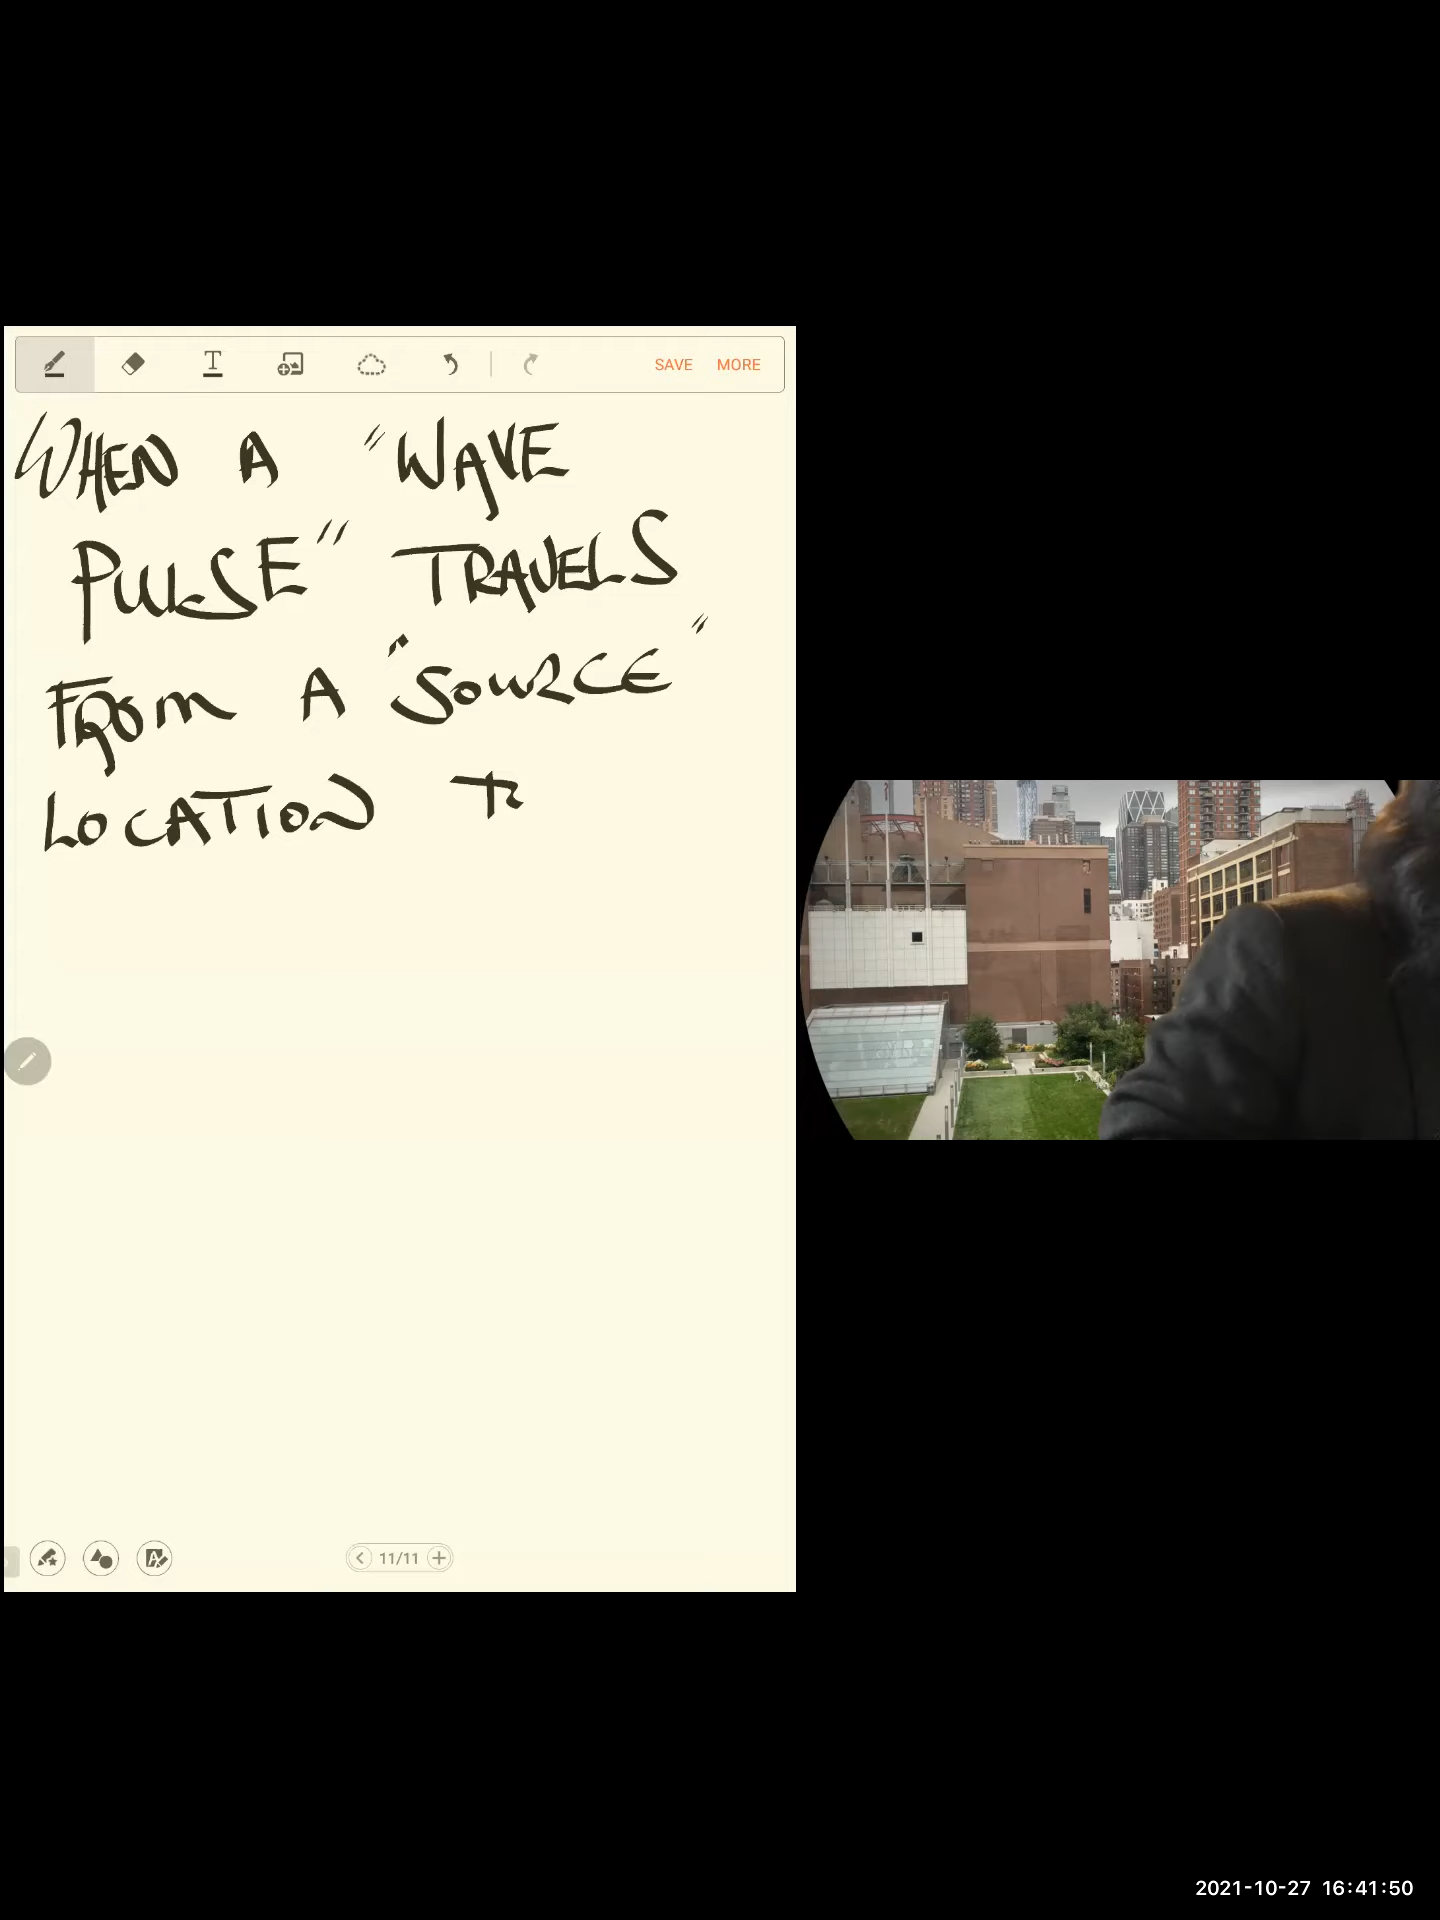 SAVE MORE
WHEN A "WAVE
PULSE" TRAVELS
FROM A "SOURCE"
LOCATION
11/11
2021-10-27 16:41:50